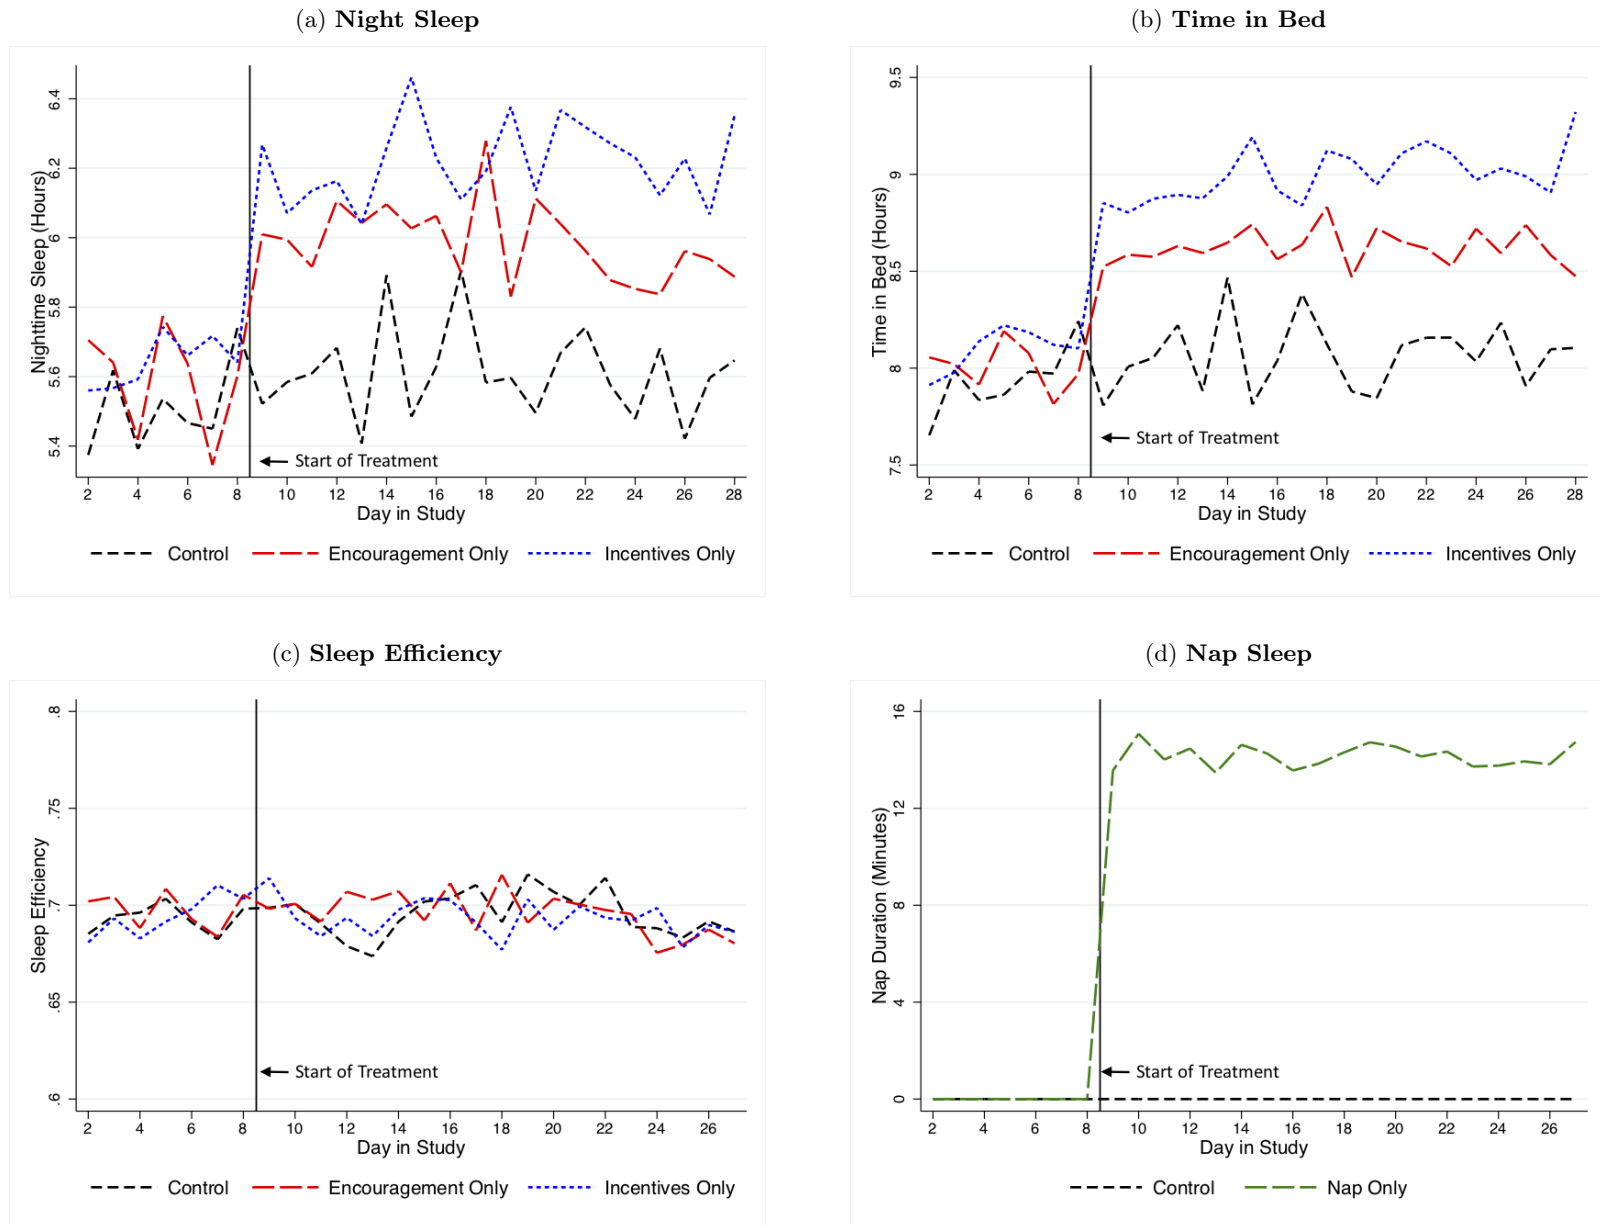 (a) Night Sleep
Nighttime Sleep (Hours)
6.4
6.2
6
5.8
5.6
5.4
Start of Treatment
2 4 6 8 10 12 14 16 18 20 22 24 26 28
Day in Study
Control Encouragement Only Incentives Only
(b) Time in Bed
Time in Bed (Hours)
9.5
9
8.5
8
7.5
Start of Treatment
2 4 6 8 10 12 14 16 18 20 22 24 26 28
Day in Study
Control Encouragement Only Incentives Only
(c) Sleep Efficiency
Sleep Efficiency
.8
.75
.7
.65
.6
Start of Treatment
2 4 6 8 10 12 14 16 18 20 22 24 26
Day in Study
Control Encouragement Only Incentives Only
(d) Nap Sleep
Nap Duration (Minutes)
16
12
8
4
0
Start of Treatment
2 4 6 8 10 12 14 16 18 20 22 24 26
Day in Study
Control Nap Only